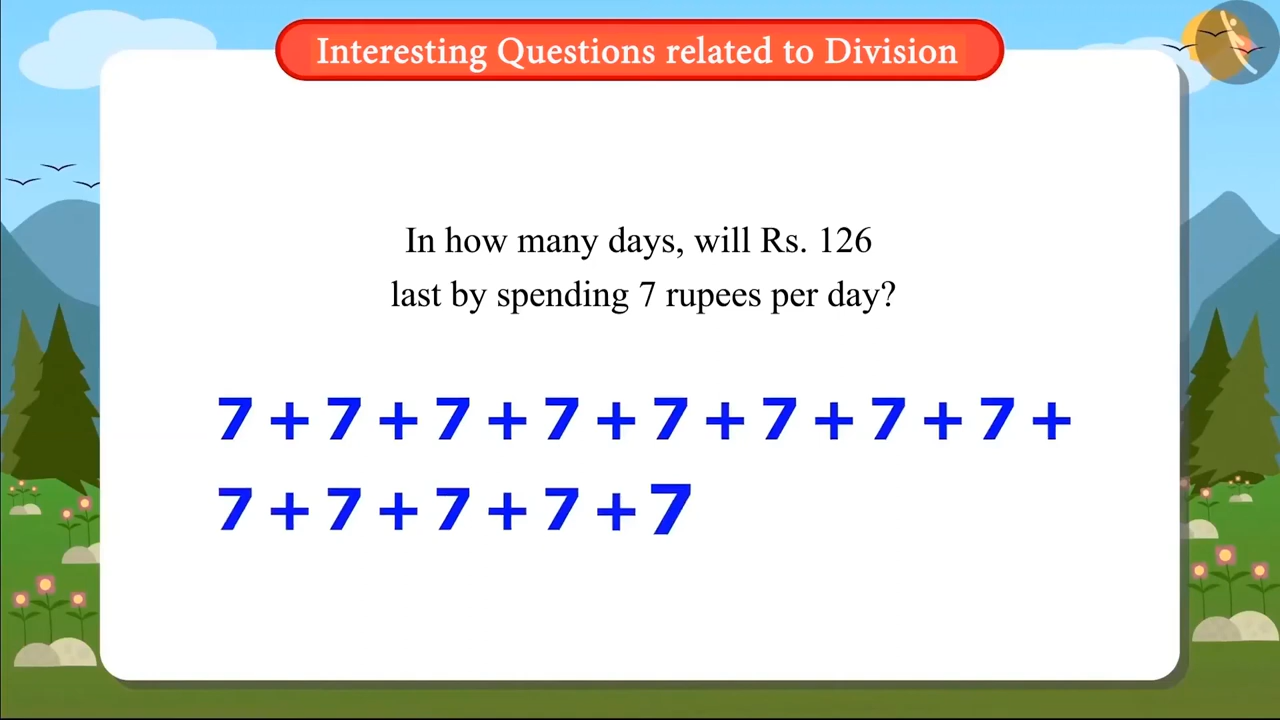 Interesting Questions related to Division
In how many days, will Rs. 126
last by spending 7 rupees per day?
7 + 7 + 7 + 7 + 7 + 7 + 7 + 7 +
7 + 7 + 7 + 7 + 7